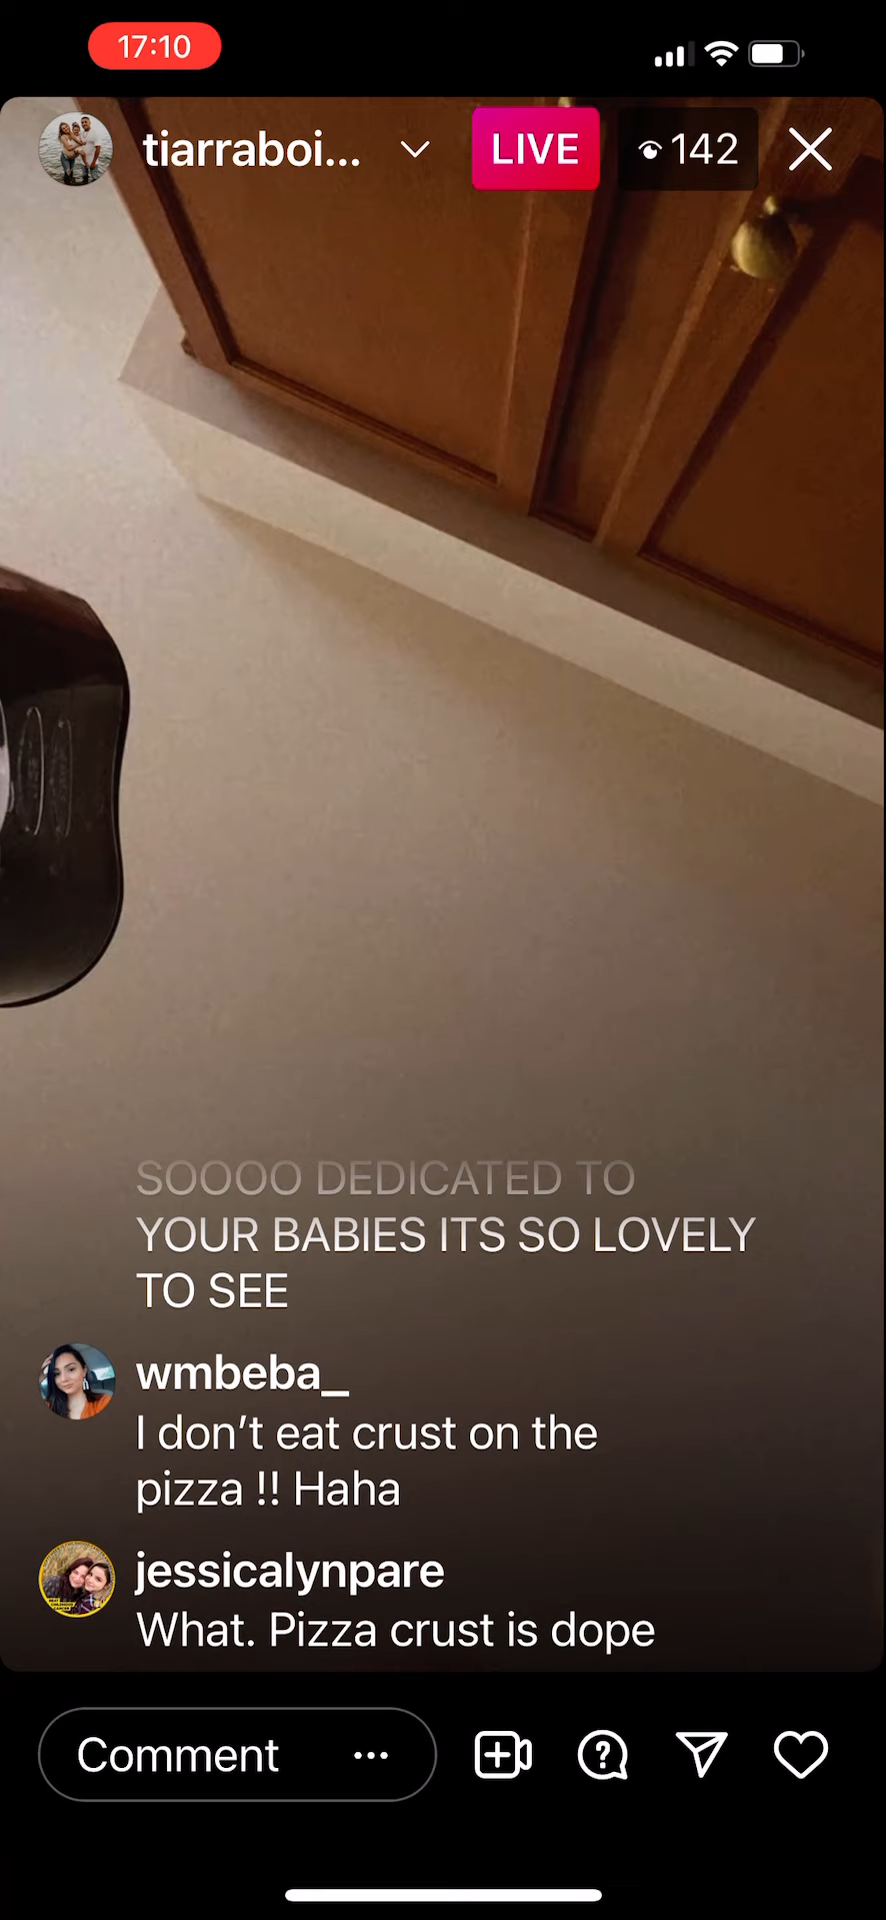 17:10
tiarraboi...
LIVE
142
SOOOO DEDICATED TO
YOUR BABIES ITS SO LOVELY
TO SEE
wmbeba_
I don't eat crust on the
pizza !! Haha
jessicalynpare
What. Pizza crust is dope
Comment